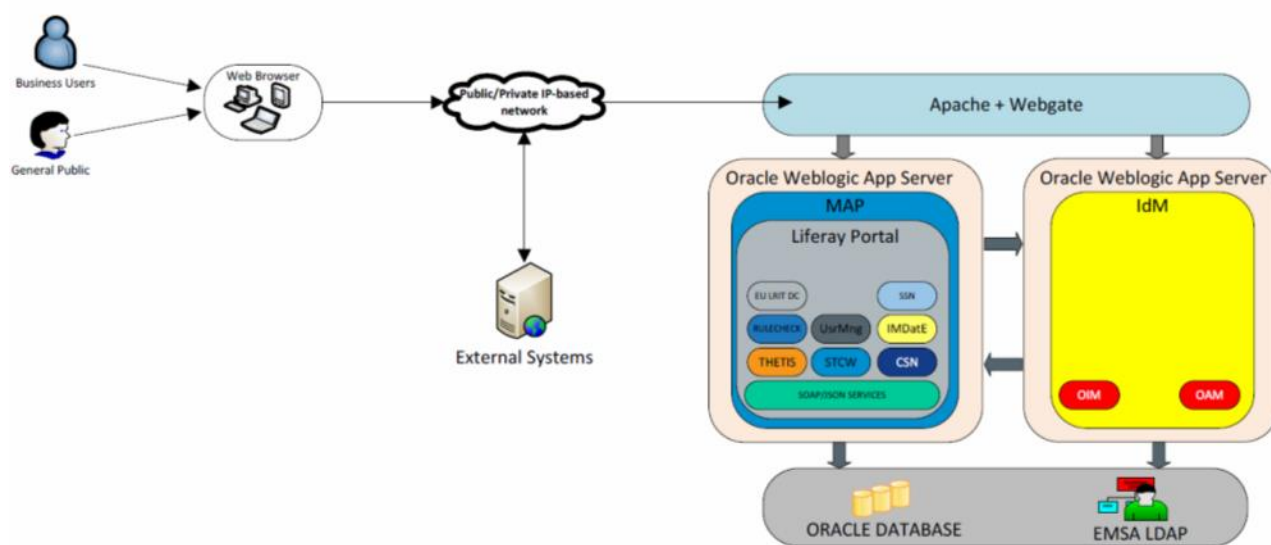 Business Users
General Public
Web Browser
Public/Private IP-based
network
External Systems
Apache + Webgate
Oracle Weblogic App Server
MAP
Liferay Portal
EU LRIT DC
SSN
RULECHECK
UsrMng
IMDatE
THETIS
STCW
CSN
SOAP/JSON SERVICES
Oracle Weblogic App Server
IdM
OIM
OAM
ORACLE DATABASE
EMSA LDAP